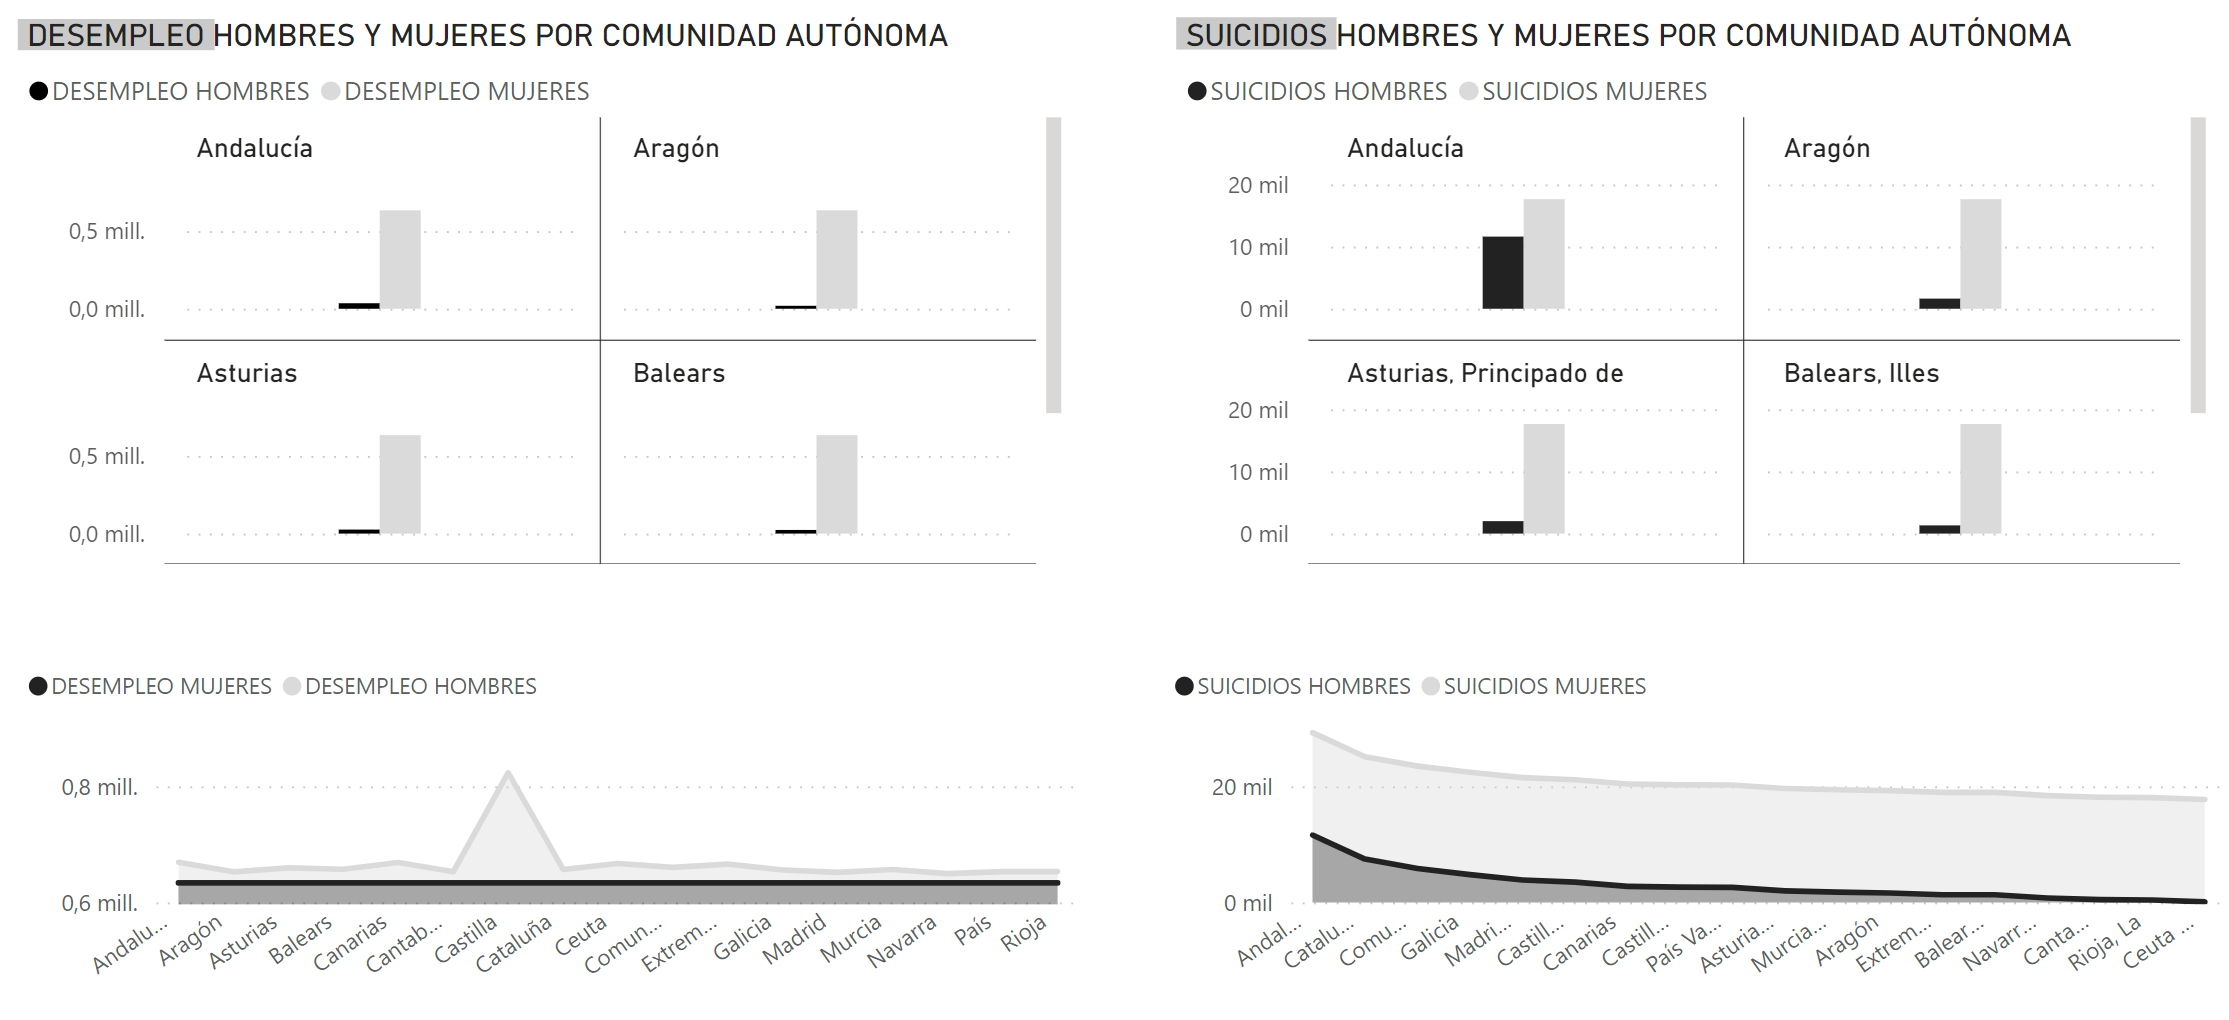 DESEMPLEO HOMBRES Y MUJERES POR COMUNIDAD AUTÓNOMA
DESEMPLEO HOMBRES DESEMPLEO MUJERES
Andalucía
Aragón
0,5 mill.
0,0 mill.
Asturias
Balears
0,5 mill.
0,0 mill.
SUICIDIOS HOMBRES Y MUJERES POR COMUNIDAD AUTÓNOMA
SUICIDIOS HOMBRES SUICIDIOS MUJERES
Andalucía
Aragón
20 mil
10 mil
0 mil
Asturias, Principado de
Balears, Illes
20 mil
10 mil
0 mil
DESEMPLEO MUJERES DESEMPLEO HOMBRES
0,8 mill.
0,6 mill.
Andalu...
Aragón
Asturias
Balears
Canarias
Cantab...
Castilla
Cataluña
Ceuta
Comun...
Extrem...
Galicia
Madrid
Murcia
Navarra
País
Rioja
SUICIDIOS HOMBRES SUICIDIOS MUJERES
20 mil
0 mil
Andal...
Catalu...
Comu...
Galicia
Madri...
Castill...
Canarias
Castill...
País Va...
Asturia...
Murcia...
Aragón
Extrem...
Balear...
Navarr...
Canta...
Rioja, La
Ceuta ...